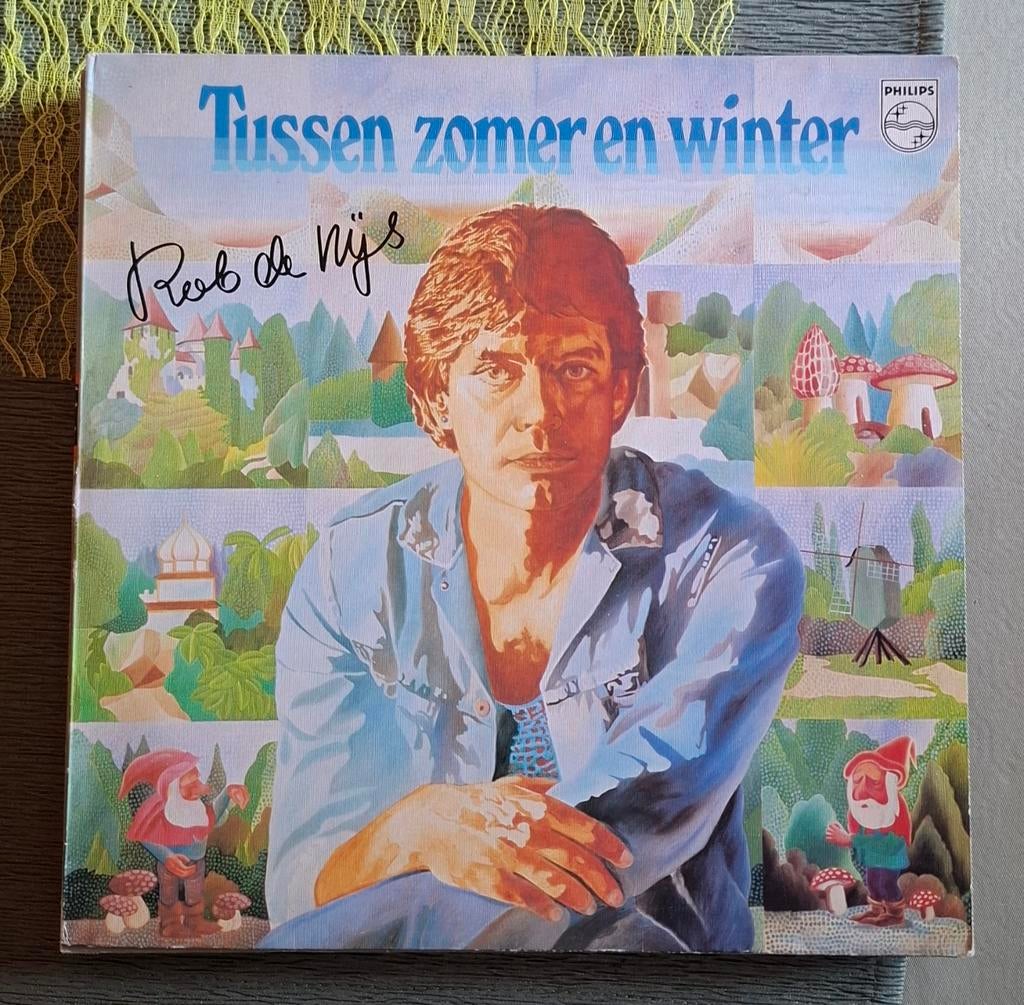 Tussen zomer en winter
PHILIPS
Rob de Nijs